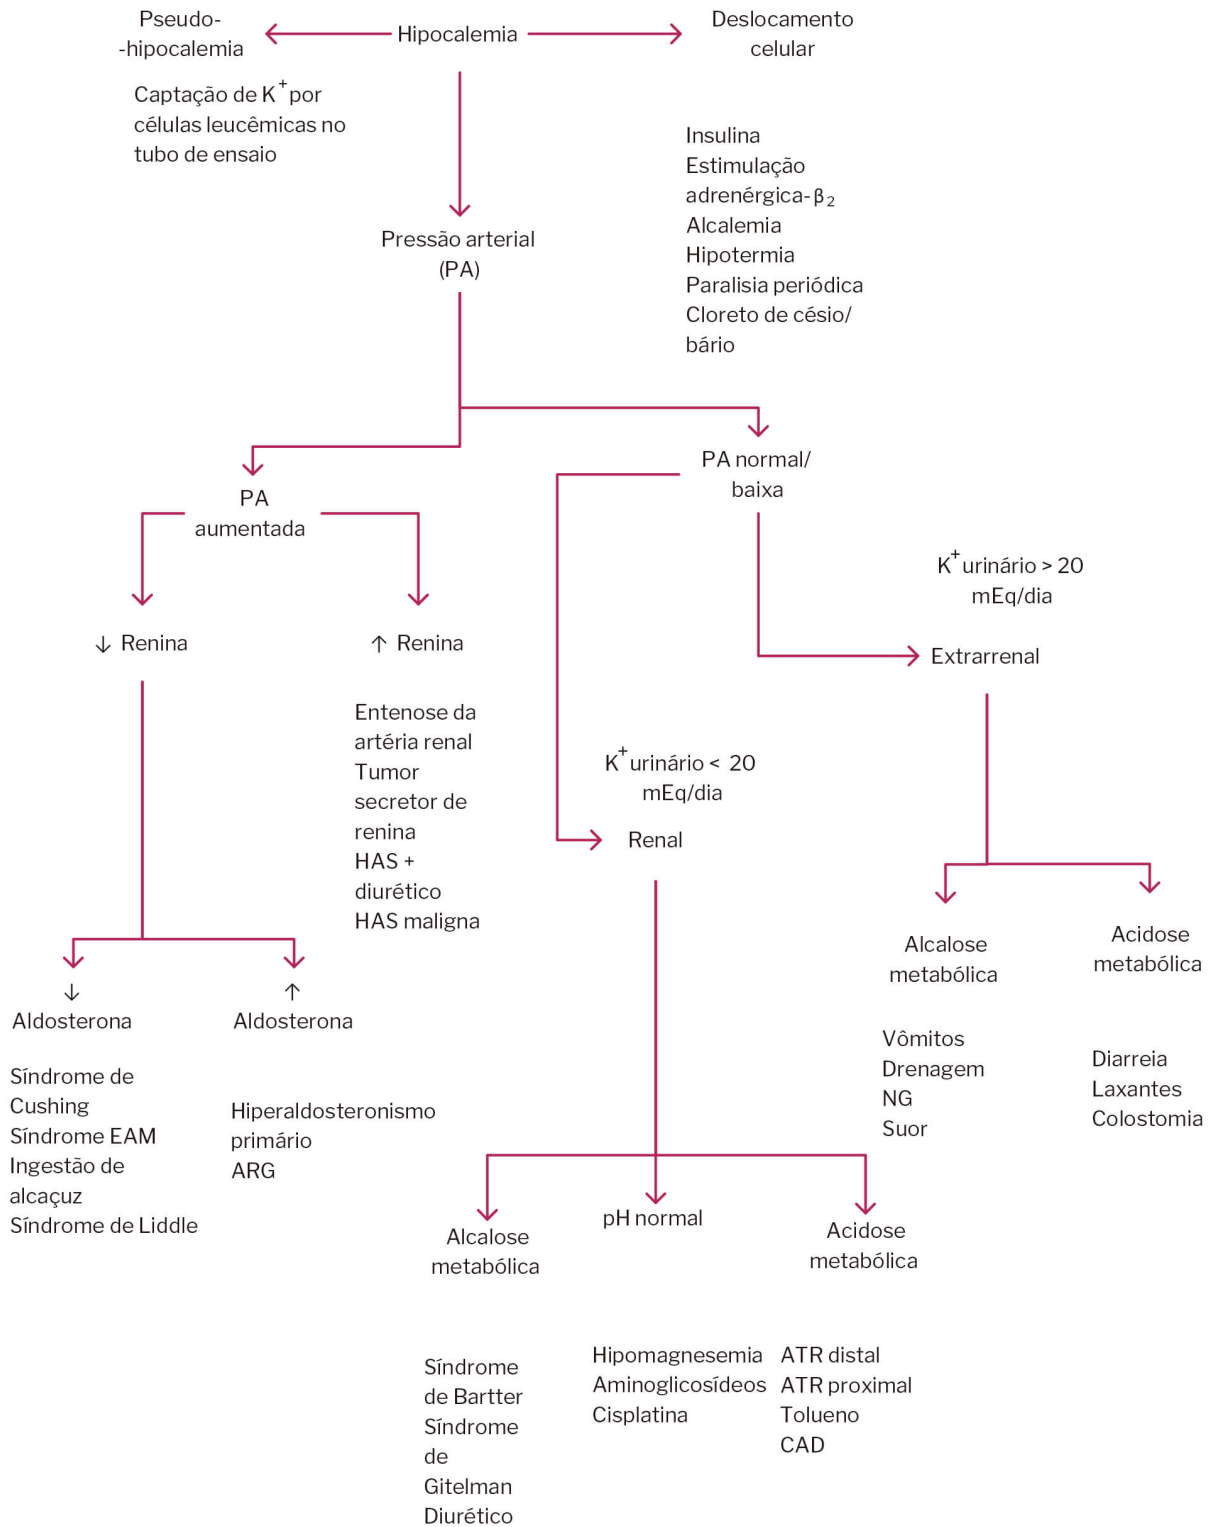 Pseudo-
-hipocalemia
Hipocalemia
Deslocamento
celular
Captação de K⁺ por
células leucêmicas no
tubo de ensaio
Insulina
Estimulação
adrenérgica-β₂
Alcalemia
Hipotermia
Paralisia periódica
Cloreto de césio/
bário
Pressão arterial
(PA)
PA
aumentada
PA normal/
baixa
↓ Renina
↑ Renina
Entenose da
artéria renal
Tumor
secretor de
renina
HAS +
diurético
HAS maligna
K⁺ urinário > 20
mEq/dia
Extrarrenal
K⁺ urinário < 20
mEq/dia
Renal
↓
Aldosterona
↑
Aldosterona
Síndrome de
Cushing
Síndrome EAM
Ingestão de
alcaçuz
Síndrome de Liddle
Hiperaldosteronismo
primário
ARG
Alcalose
metabólica
Acidose
metabólica
Vômitos
Drenagem
NG
Suor
Diarreia
Laxantes
Colostomia
Alcalose
metabólica
pH normal
Acidose
metabólica
Síndrome
de Bartter
Síndrome
de
Gitelman
Diurético
Hipomagnesemia
Aminoglicosídeos
Cisplatina
ATR distal
ATR proximal
Tolueno
CAD